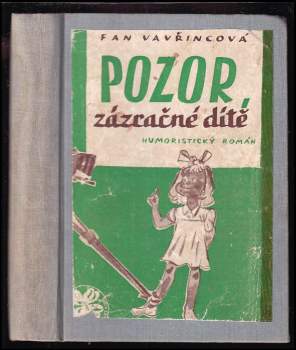 FAN VAVŘINCOVÁ
POZOR,
zázračné dítě
HUMORISTICKÝ ROMÁN